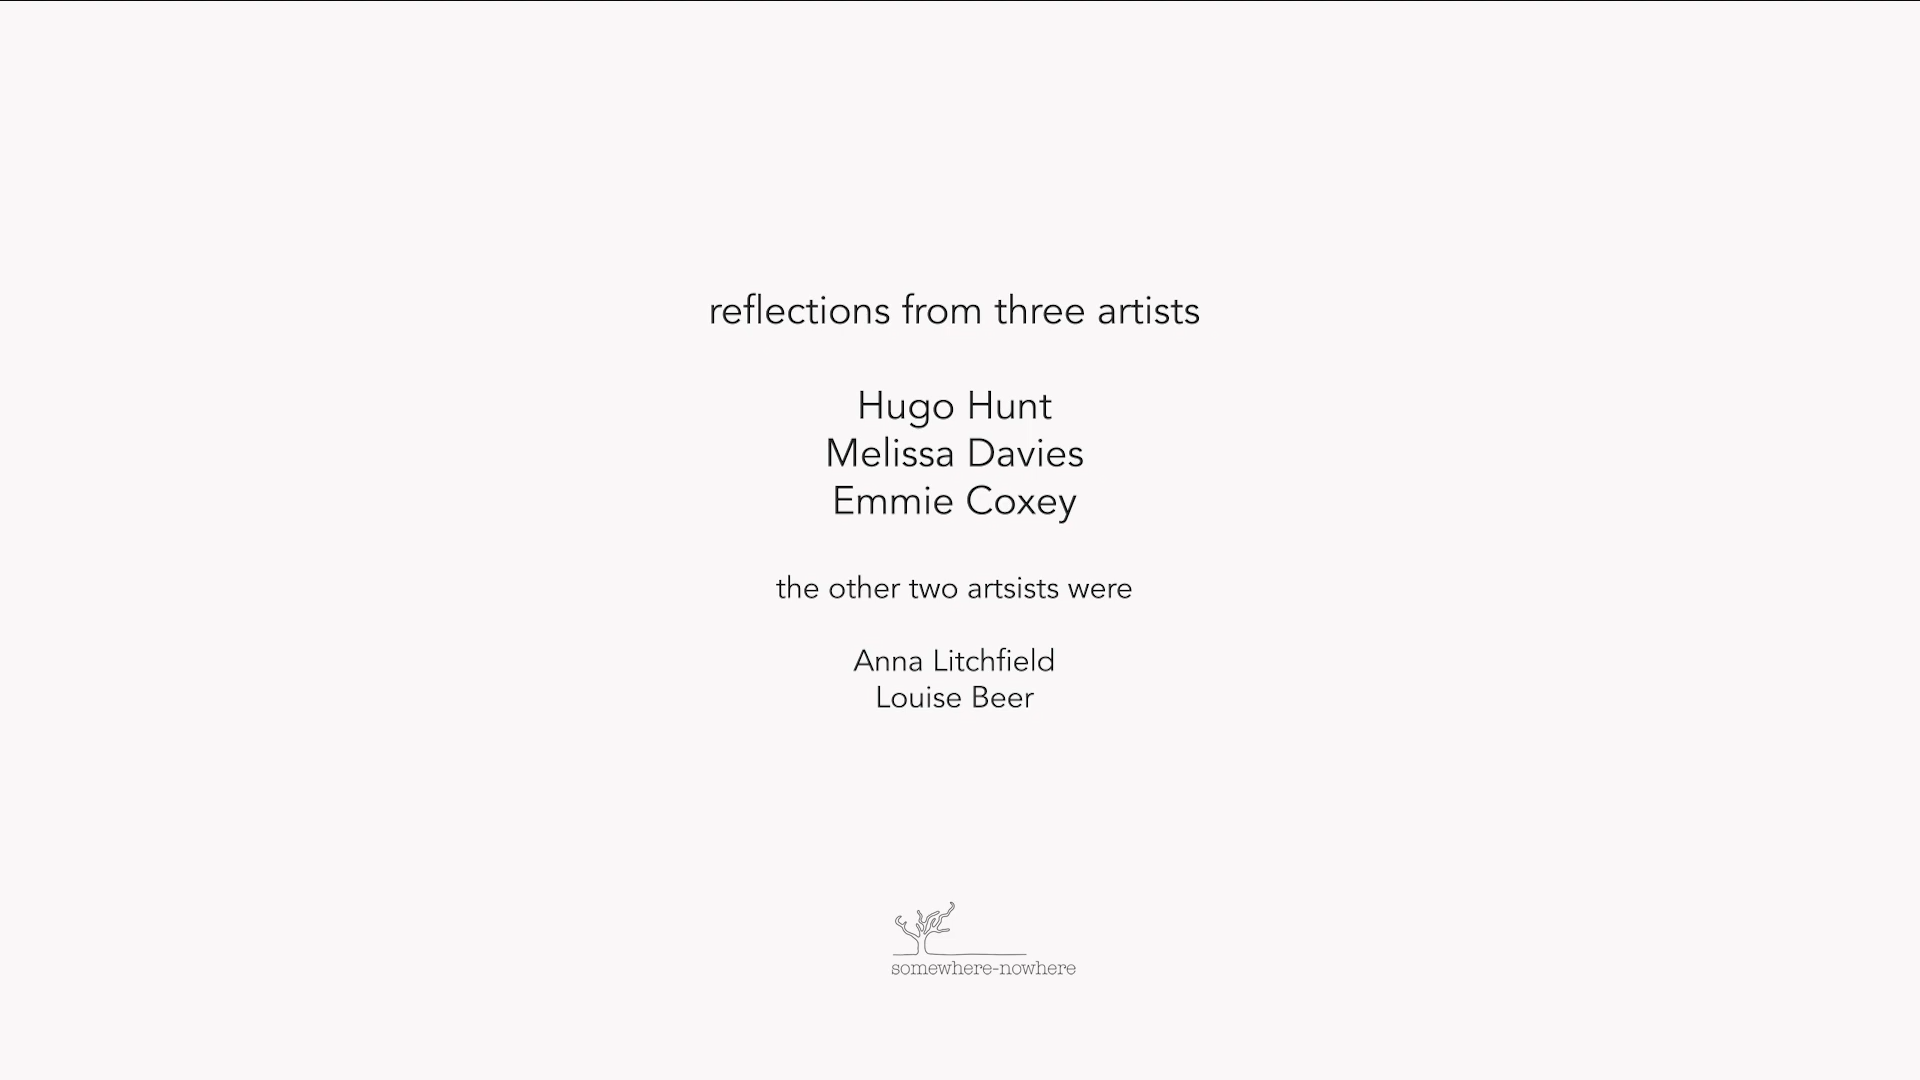 reflections from three artists
Hugo Hunt
Melissa Davies
Emmie Coxey
the other two artsists were
Anna Litchfield
Louise Beer
somewhere-nowhere